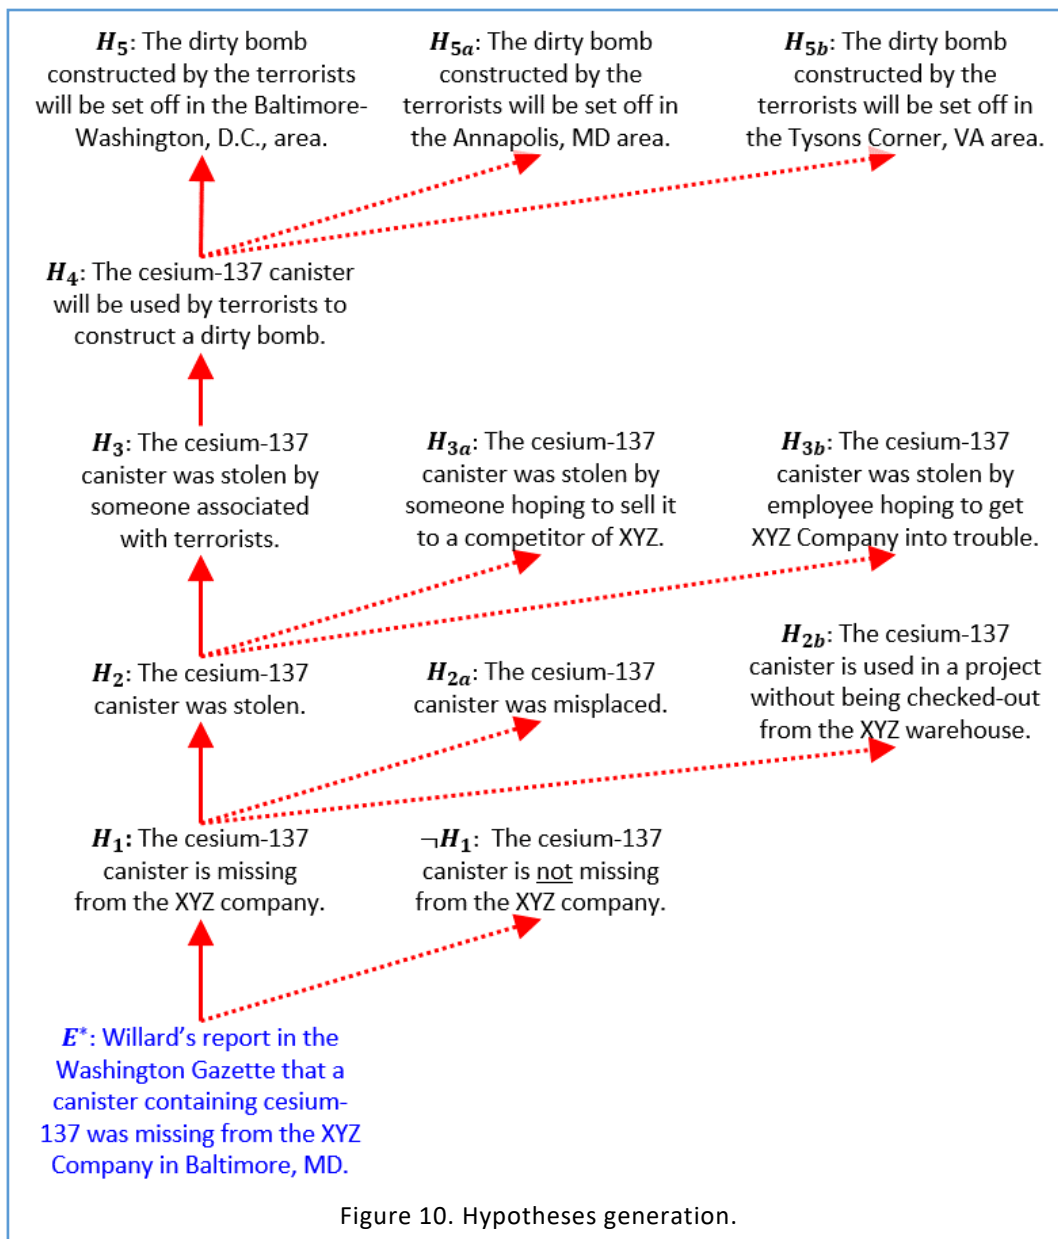 H5: The dirty bomb
constructed by the terrorists
will be set off in the Baltimore-
Washington, D.C., area.
H5a: The dirty bomb
constructed by the
terrorists will be set off in
the Annapolis, MD area.
H5b: The dirty bomb
constructed by the
terrorists will be set off in
the Tysons Corner, VA area.
H4: The cesium-137 canister
will be used by terrorists to
construct a dirty bomb.
H3: The cesium-137
canister was stolen by
someone associated
with terrorists.
H3a: The cesium-137
canister was stolen by
someone hoping to sell it
to a competitor of XYZ.
H3b: The cesium-137
canister was stolen by
employee hoping to get
XYZ Company into trouble.
H2: The cesium-137
canister was stolen.
H2a: The cesium-137
canister was misplaced.
H2b: The cesium-137
canister is used in a project
without being checked-out
from the XYZ warehouse.
H1: The cesium-137
canister is missing
from the XYZ company.
¬H1: The cesium-137
canister is not missing
from the XYZ company.
E*: Willard’s report in the
Washington Gazette that a
canister containing cesium-
137 was missing from the XYZ
Company in Baltimore, MD.
Figure 10. Hypotheses generation.